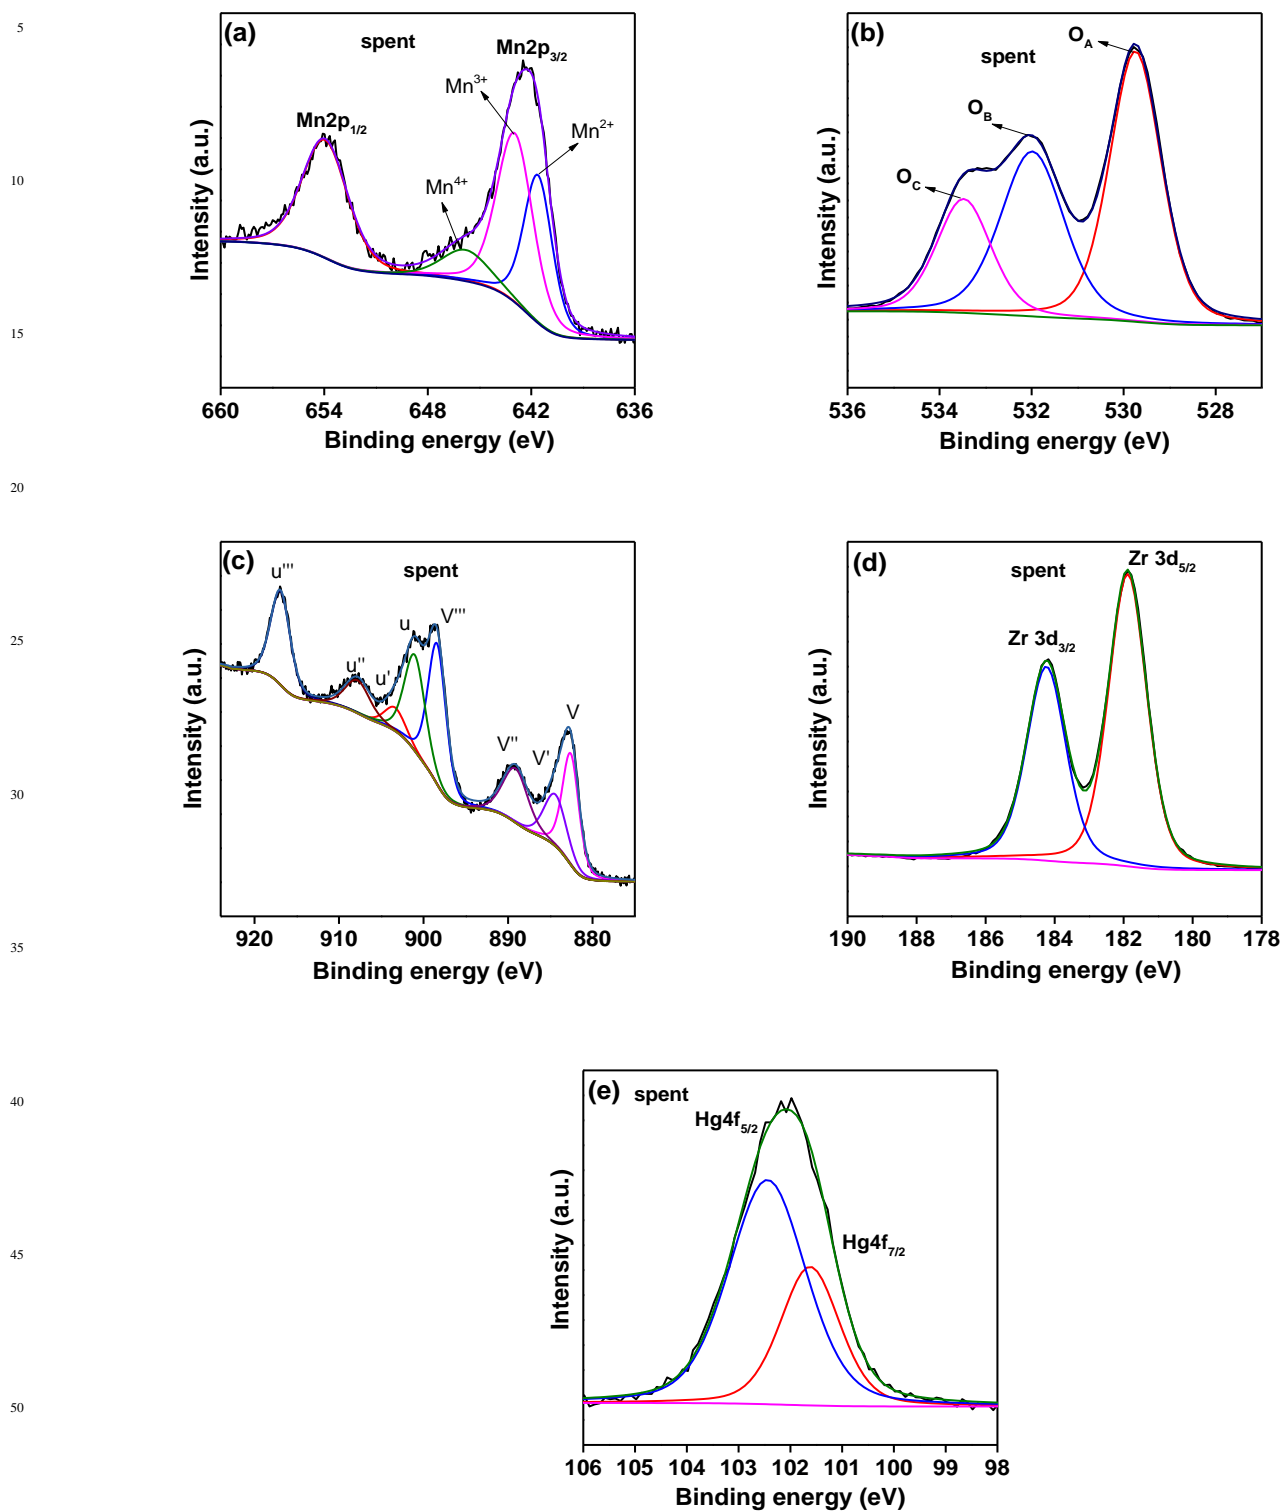 5
(a)
spent
Mn2p3/2
Mn3+
Mn2+
Mn2p1/2
Mn4+
10
15
Intensity (a.u.)
660 654 648 642 636
Binding energy (eV)
(b)
spent
OA
OB
OC
Intensity (a.u.)
536 534 532 530 528
Binding energy (eV)
20
(c)
spent
u'''
u''
u'
u
V'''
V''
V'
V
25
30
35
Intensity (a.u.)
920 910 900 890 880
Binding energy (eV)
(d)
spent
Zr 3d5/2
Zr 3d3/2
Intensity (a.u.)
190 188 186 184 182 180 178
Binding energy (eV)
40
(e) spent
Hg4f5/2
Hg4f7/2
45
50
Intensity (a.u.)
106 105 104 103 102 101 100 99 98
Binding energy (eV)